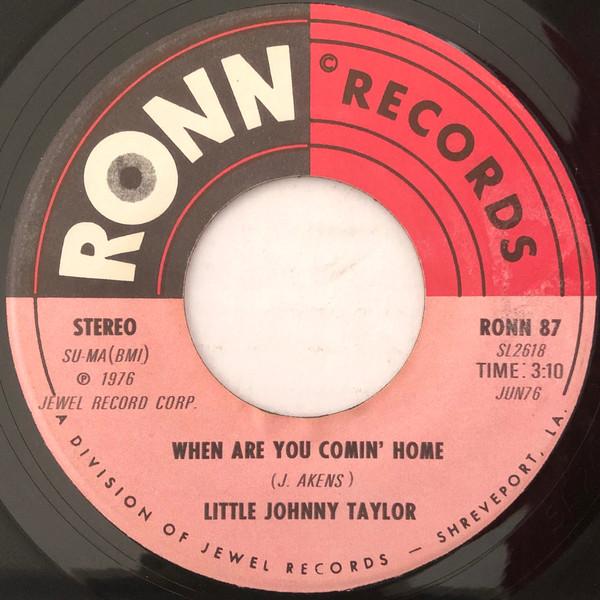 RONN
© RECORDS
STEREO
SU-MA(BMI)
℗ 1976
JEWEL RECORD CORP.
RONN 87
SL2618
TIME: 3:10
JUN76
WHEN ARE YOU COMIN' HOME
(J. AKENS)
LITTLE JOHNNY TAYLOR
A DIVISION OF JEWEL RECORDS — SHREVEPORT, LA.